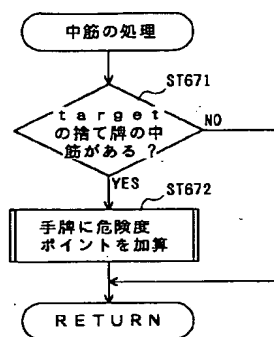 中筋の処理
ST671
target
の捨て牌の中
筋がある?
NO
YES
ST672
手牌に危険度
ポイントを加算
RETURN